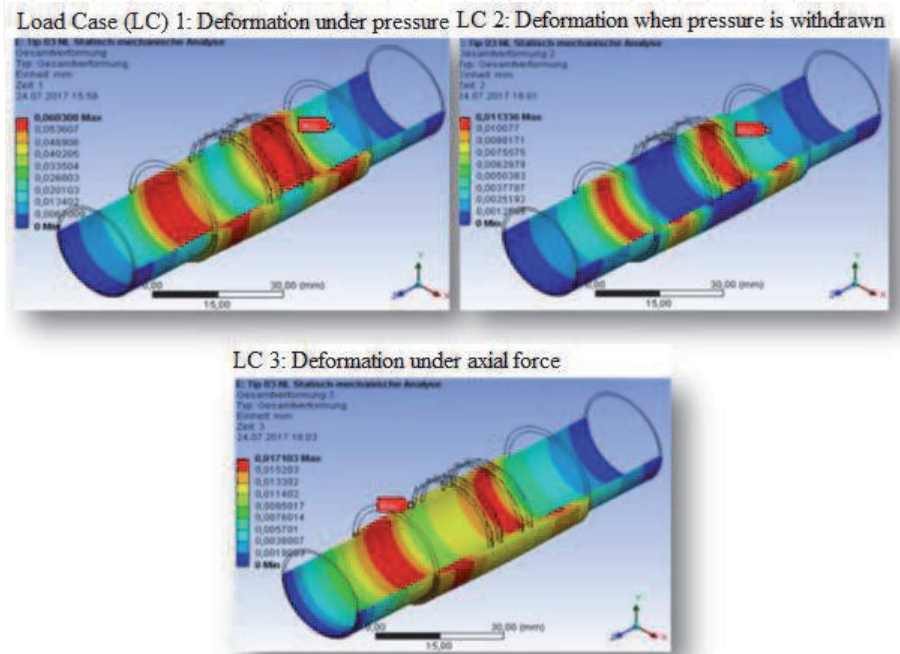 Load Case (LC) 1: Deformation under pressure
E: Tip 03 NL Statisch-mechanische Analyse
Gesamtverformung
Typ: Gesamtverformung
Einheit: mm
Zeit: 1
24.07.2017 15:58
0,060308 Max
0,053607
0,046906
0,040205
0,033504
0,026803
0,020103
0,013402
0 Min
0,00
30,00 (mm)
15,00
Y
Z
X
LC 2: Deformation when pressure is withdrawn
E: Tip 03 NL Statisch-mechanische Analyse
Gesamtverformung 2
Typ: Gesamtverformung
Einheit: mm
Zeit: 2
24.07.2017 16:01
0,011336 Max
0,010077
0,0088171
0,0075575
0,0062979
0,0050383
0,0037787
0,0025192
0 Min
0,00
30,00 (mm)
15,00
Y
Z
X
LC 3: Deformation under axial force
E: Tip 03 NL Statisch-mechanische Analyse
Gesamtverformung 3
Typ: Gesamtverformung
Einheit: mm
Zeit: 3
24.07.2017 16:03
0,017103 Max
0,015203
0,013302
0,011402
0,0095017
0,0076014
0,005701
0,0038007
0,0019003
0 Min
0,00
30,00 (mm)
15,00
Y
Z
X